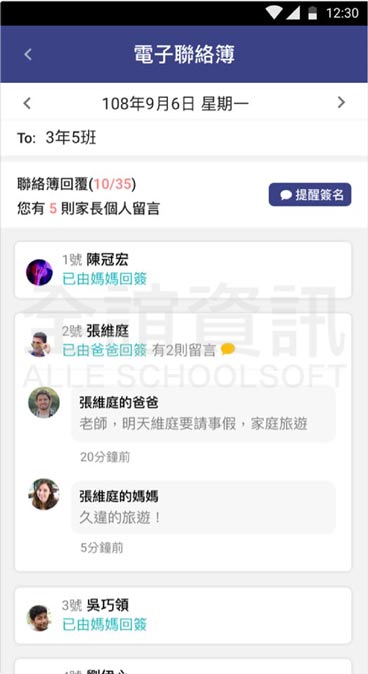 12:30
電子聯絡簿
108年9月6日 星期一
To: 3年5班
聯絡簿回覆(10/35)
您有 5 則家長個人留言
提醒簽名
1號 陳冠宏
已由媽媽回簽
全誼資訊
ALLE SCHOOLSOFT
2號 張維庭
已由爸爸回簽 有2則留言
張維庭的爸爸
老師，明天維庭要請事假，家庭旅遊
20分鐘前
張維庭的媽媽
久違的旅遊！
5分鐘前
3號 吳巧領
已由媽媽回簽